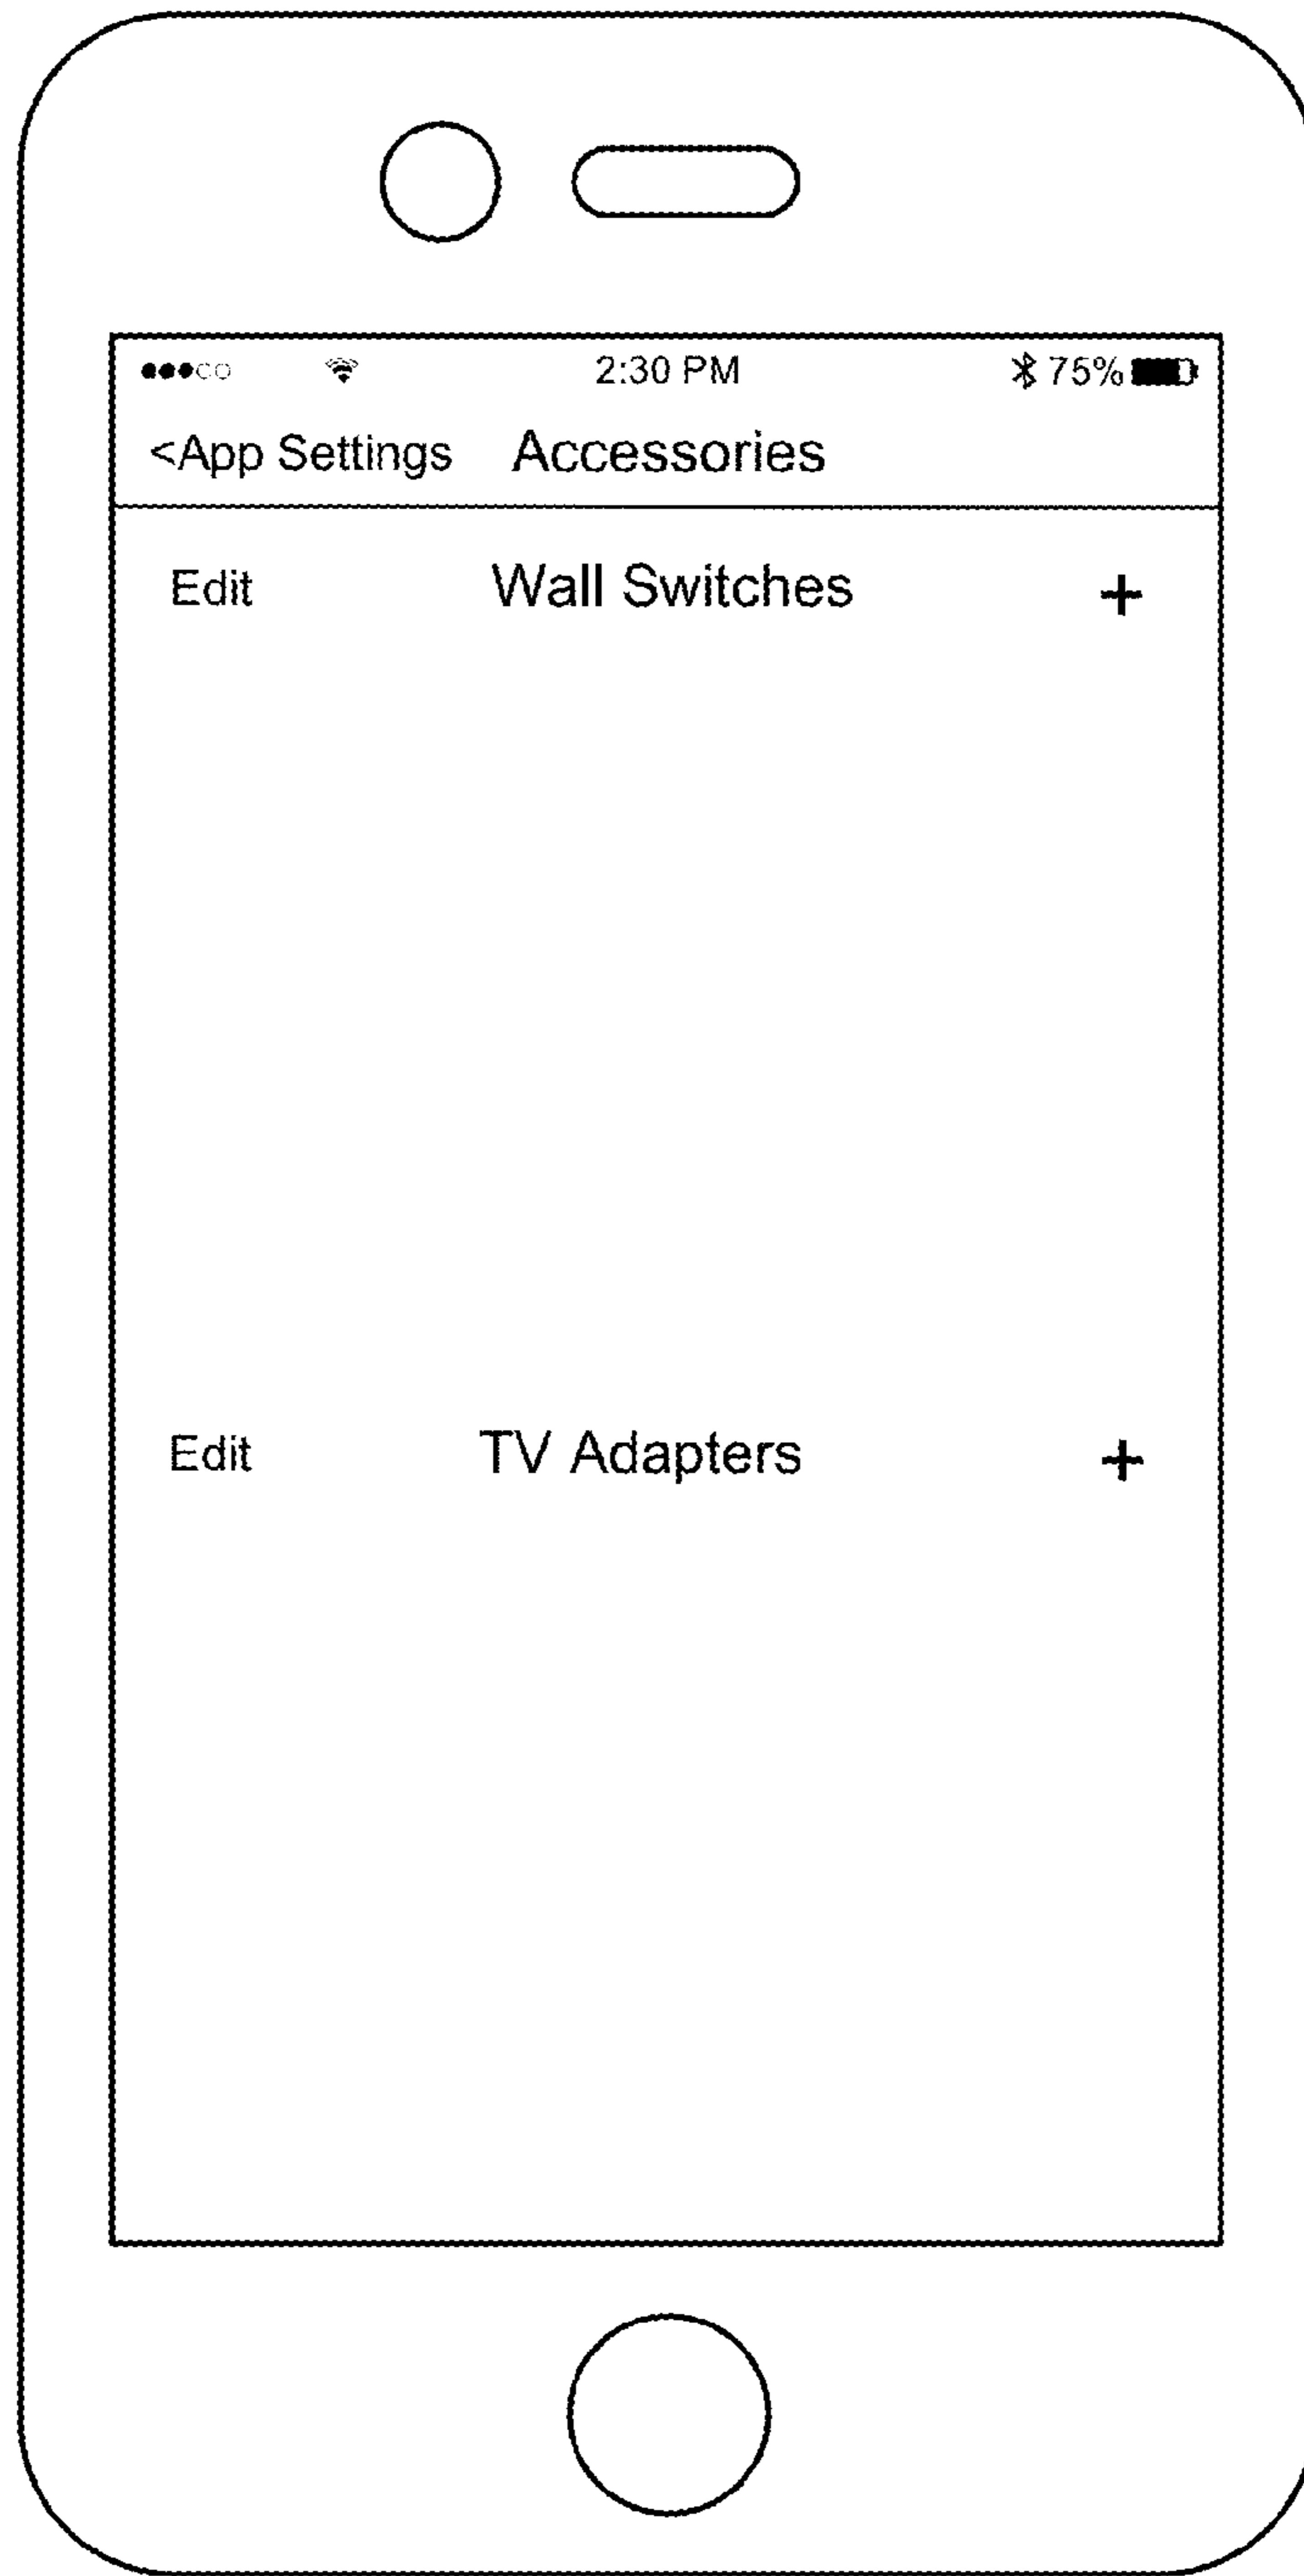 2:30 PM 75%
<App Settings Accessories
Edit Wall Switches +
Edit TV Adapters +